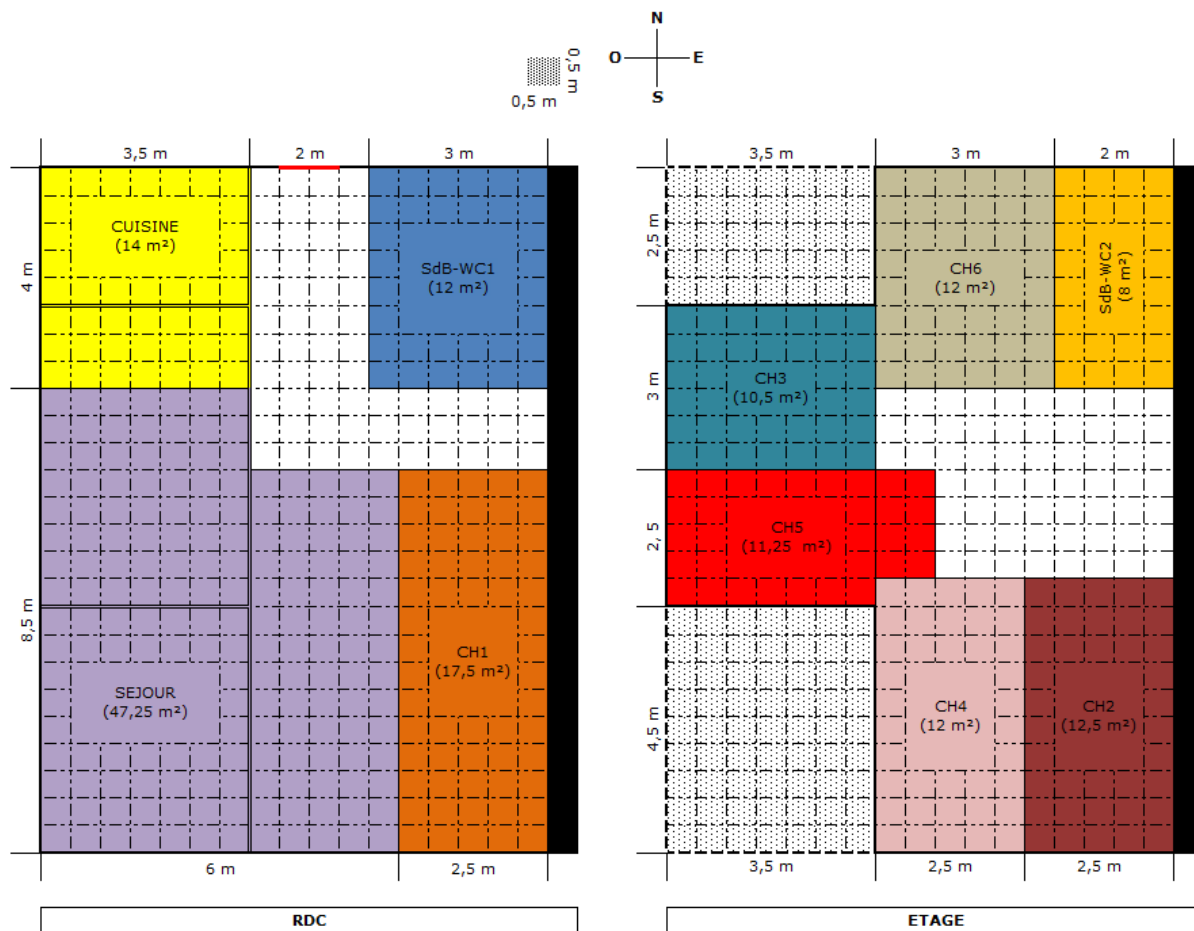 N
O
E
S
0,5 m
0,5 m
3,5 m
2 m
3 m
4 m
8,5 m
CUISINE
(14 m²)
SdB-WC1
(12 m²)
SEJOUR
(47,25 m²)
CH1
(17,5 m²)
6 m
2,5 m
RDC
3,5 m
3 m
2 m
2,5 m
3 m
2, 5
4,5 m
CH6
(12 m²)
SdB-WC2
(8 m²)
CH3
(10,5 m²)
CH5
(11,25 m²)
CH4
(12 m²)
CH2
(12,5 m²)
3,5 m
2,5 m
2,5 m
ETAGE